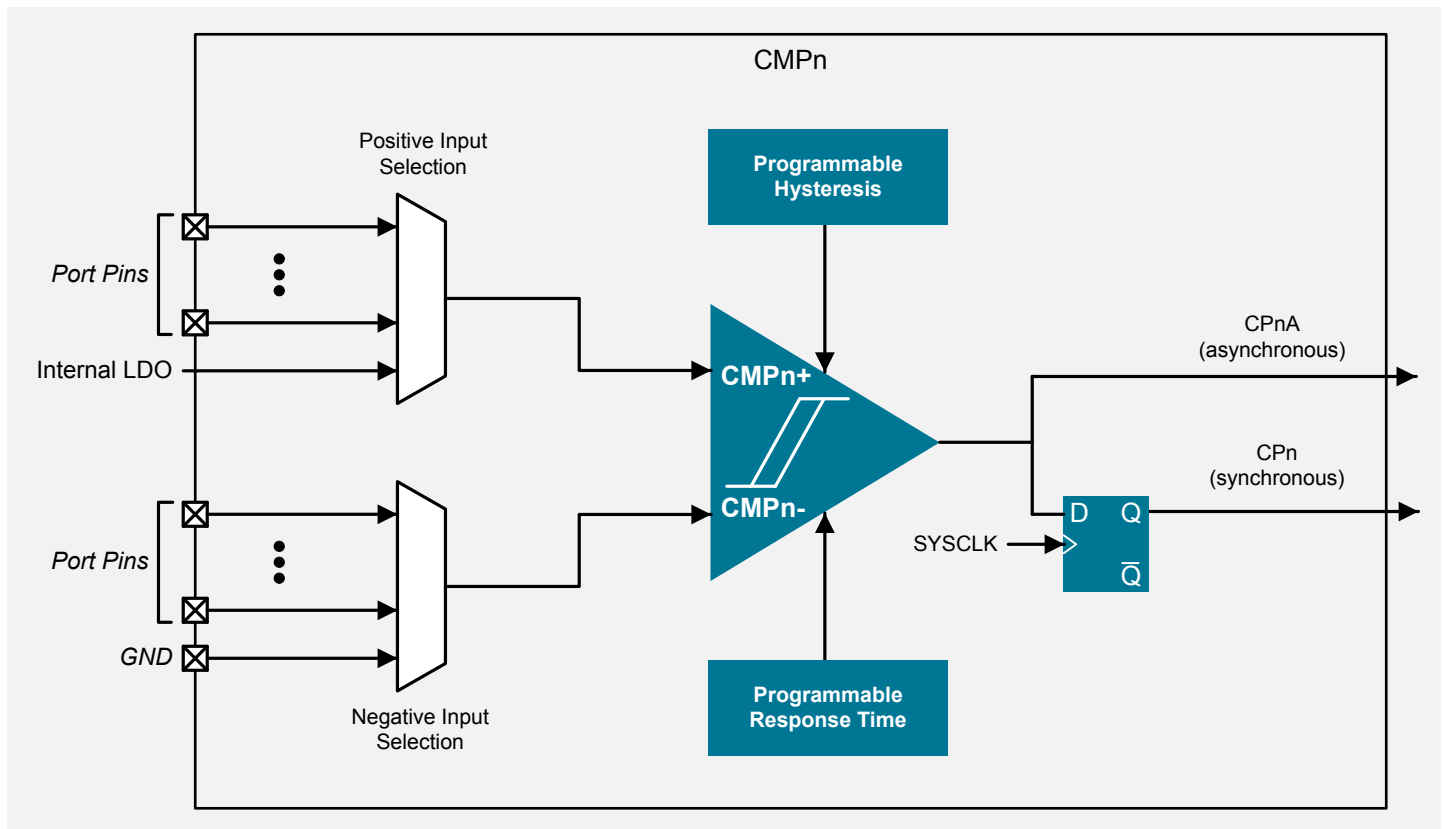 CMPn
Positive Input
Selection
Programmable
Hysteresis
Port Pins
Internal LDO
CMPn+
CPnA
(asynchronous)
CPn
(synchronous)
Port Pins
CMPn-
D Q
SYSCLK
Q̅
GND
Negative Input
Selection
Programmable
Response Time